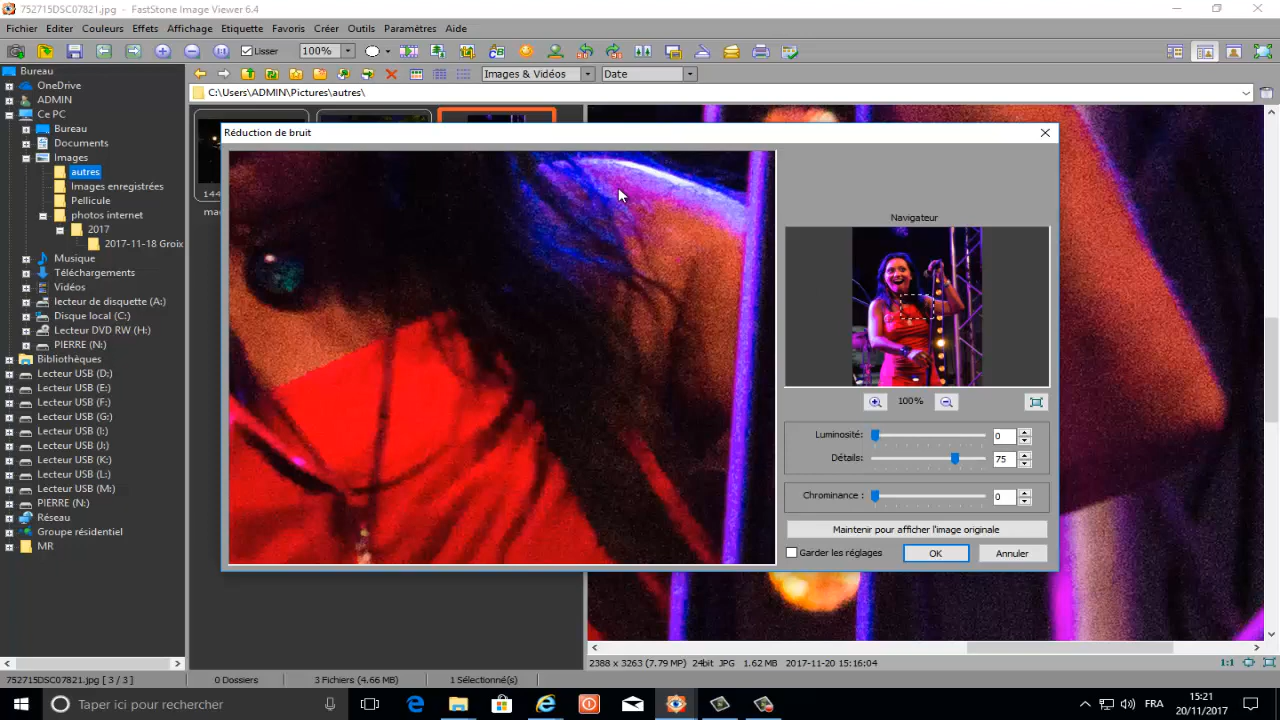 752715DSC07821.jpg - FastStone Image Viewer 6.4
Fichier Editer Couleurs Effets Affichage Etiquette Favoris Créer Outils Paramètres Aide
1:1 Lisser 100%
Bureau
Images & Vidéos Date
OneDrive
C:\Users\ADMIN\Pictures\autres\
ADMIN
Ce PC
Bureau
Réduction de bruit
Documents
Images
autres
Images enregistrées
144
Pellicule
photos internet
ma
Navigateur
2017
2017-11-18 Groix
Musique
Téléchargements
Vidéos
lecteur de disquette (A:)
Disque local (C:)
Lecteur DVD RW (H:)
PIERRE (N:)
Bibliothèques
Lecteur USB (D:)
Lecteur USB (E:)
Lecteur USB (F:)
100%
Lecteur USB (G:)
Lecteur USB (I:)
Luminosité: 0
Lecteur USB (J:)
Détails: 75
Lecteur USB (K:)
Lecteur USB (L:)
Lecteur USB (M:)
Chrominance : 0
PIERRE (N:)
Réseau
Maintenir pour afficher l'image originale
Groupe résidentiel
MR
Garder les réglages OK Annuler
2388 x 3263 (7.79 MP) 24bit JPG 1.62 MB 2017-11-20 15:16:04 1:1
752715DSC07821.jpg [ 3 / 3 ] 0 Dossiers 3 Fichiers (4.66 MB) 1 Sélectionné(s)
Taper ici pour rechercher
FRA
15:21
20/11/2017